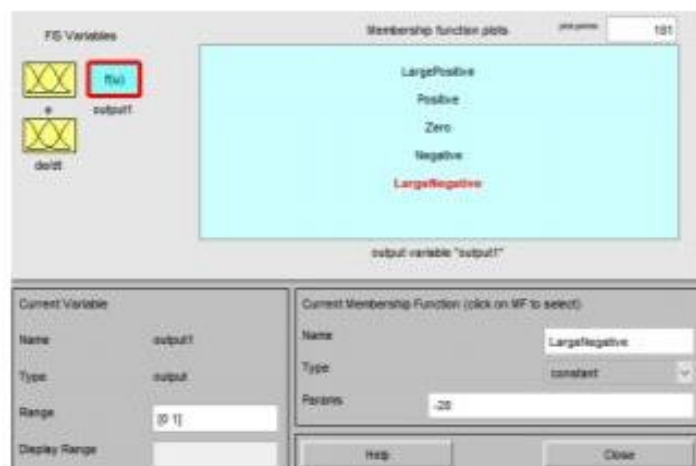 FIS Variables
Membership function plots
plot points:
181
f(u)
e
output1
de/dt
LargePositive
Positive
Zero
Negative
LargeNegative
output variable "output1"
Current Variable
Name
output1
Type
output
Range
[0 1]
Display Range
Current Membership Function (click on MF to select)
Name
LargeNegative
Type
constant
Params
-20
Help
Close